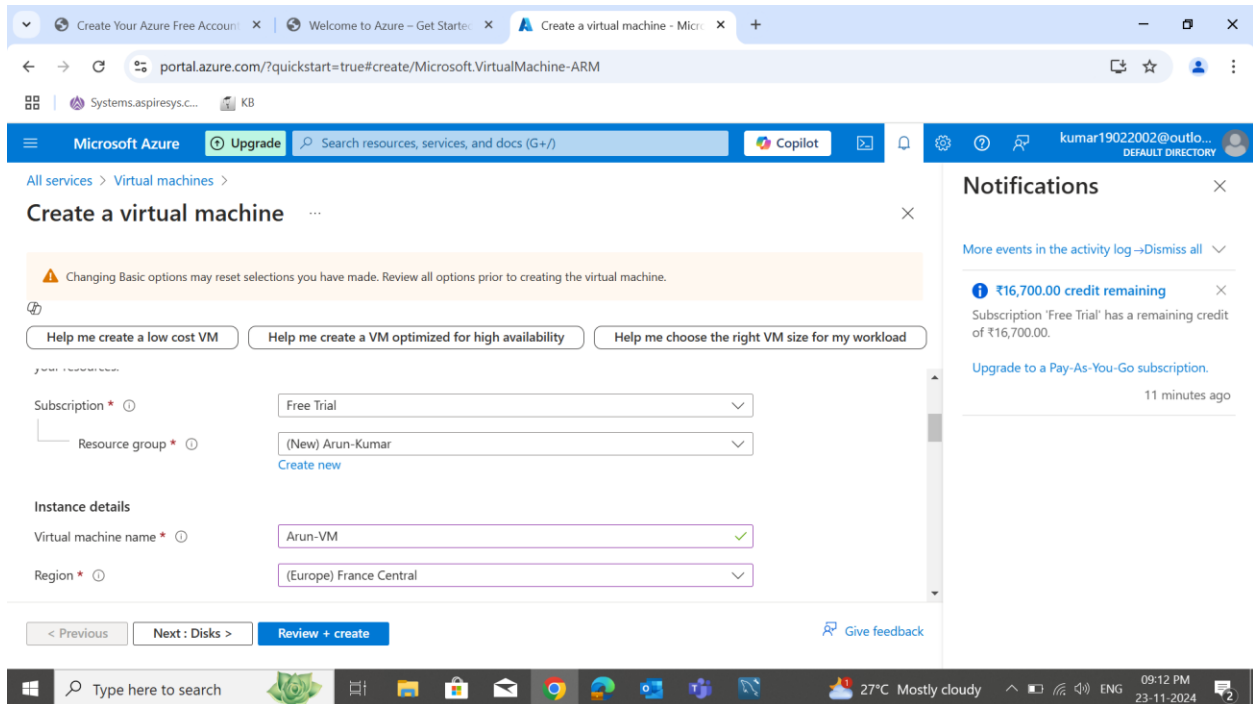 Create Your Azure Free Account
Welcome to Azure – Get Started
Create a virtual machine - Micro
portal.azure.com/?quickstart=true#create/Microsoft.VirtualMachine-ARM
Systems.aspiresys.c... KB
Microsoft Azure Upgrade Search resources, services, and docs (G+/) Copilot kumar19022002@outlo...
DEFAULT DIRECTORY
All services > Virtual machines >
Create a virtual machine ...
Changing Basic options may reset selections you have made. Review all options prior to creating the virtual machine.
Help me create a low cost VM
Help me create a VM optimized for high availability
Help me choose the right VM size for my workload
your resources.
Subscription * Free Trial
Resource group * (New) Arun-Kumar
Create new
Instance details
Virtual machine name * Arun-VM
Region * (Europe) France Central
< Previous Next : Disks > Review + create Give feedback
Notifications
More events in the activity log → Dismiss all
₹16,700.00 credit remaining
Subscription 'Free Trial' has a remaining credit
of ₹16,700.00.
Upgrade to a Pay-As-You-Go subscription.
11 minutes ago
Type here to search 27°C Mostly cloudy ENG 09:12 PM
23-11-2024 2